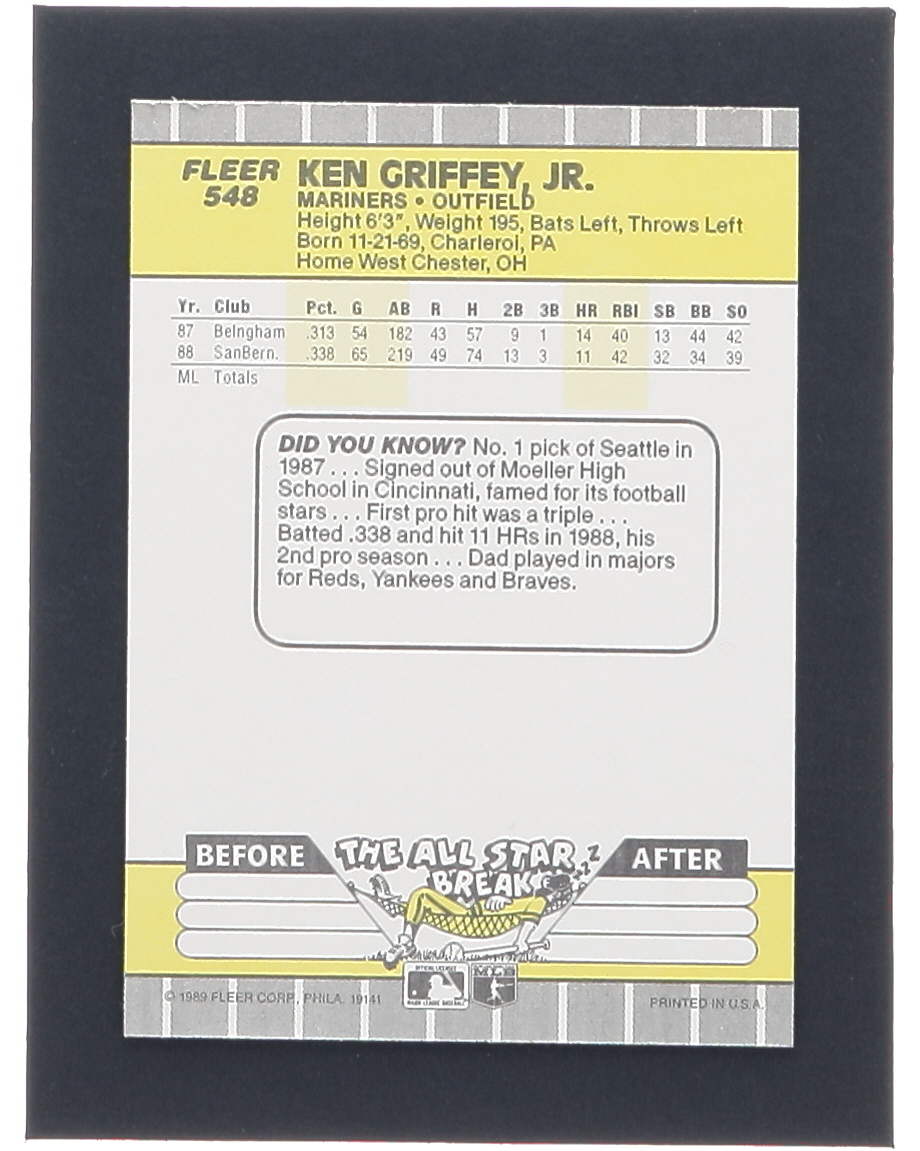 FLEER
548
KEN GRIFFEY, JR.
MARINERS • OUTFIELD
Height 6'3", Weight 195, Bats Left, Throws Left
Born 11-21-69, Charleroi, PA
Home West Chester, OH
Yr. Club Pct. G AB R H 2B 3B HR RBI SB BB SO
87 Belngham .313 54 182 43 57 9 1 14 40 13 44 42
88 SanBern. .338 65 219 49 74 13 3 11 42 32 34 39
ML Totals
DID YOU KNOW? No. 1 pick of Seattle in
1987 . . . Signed out of Moeller High
School in Cincinnati, famed for its football
stars . . . First pro hit was a triple . . .
Batted .338 and hit 11 HRs in 1988, his
2nd pro season . . . Dad played in majors
for Reds, Yankees and Braves.
BEFORE
THE ALL STAR
BREAK
ZZZ
AFTER
OFFICIAL LICENSEE
MAJOR LEAGUE BASEBALL
© 1989 FLEER CORP., PHILA. 19141
PRINTED IN U.S.A.